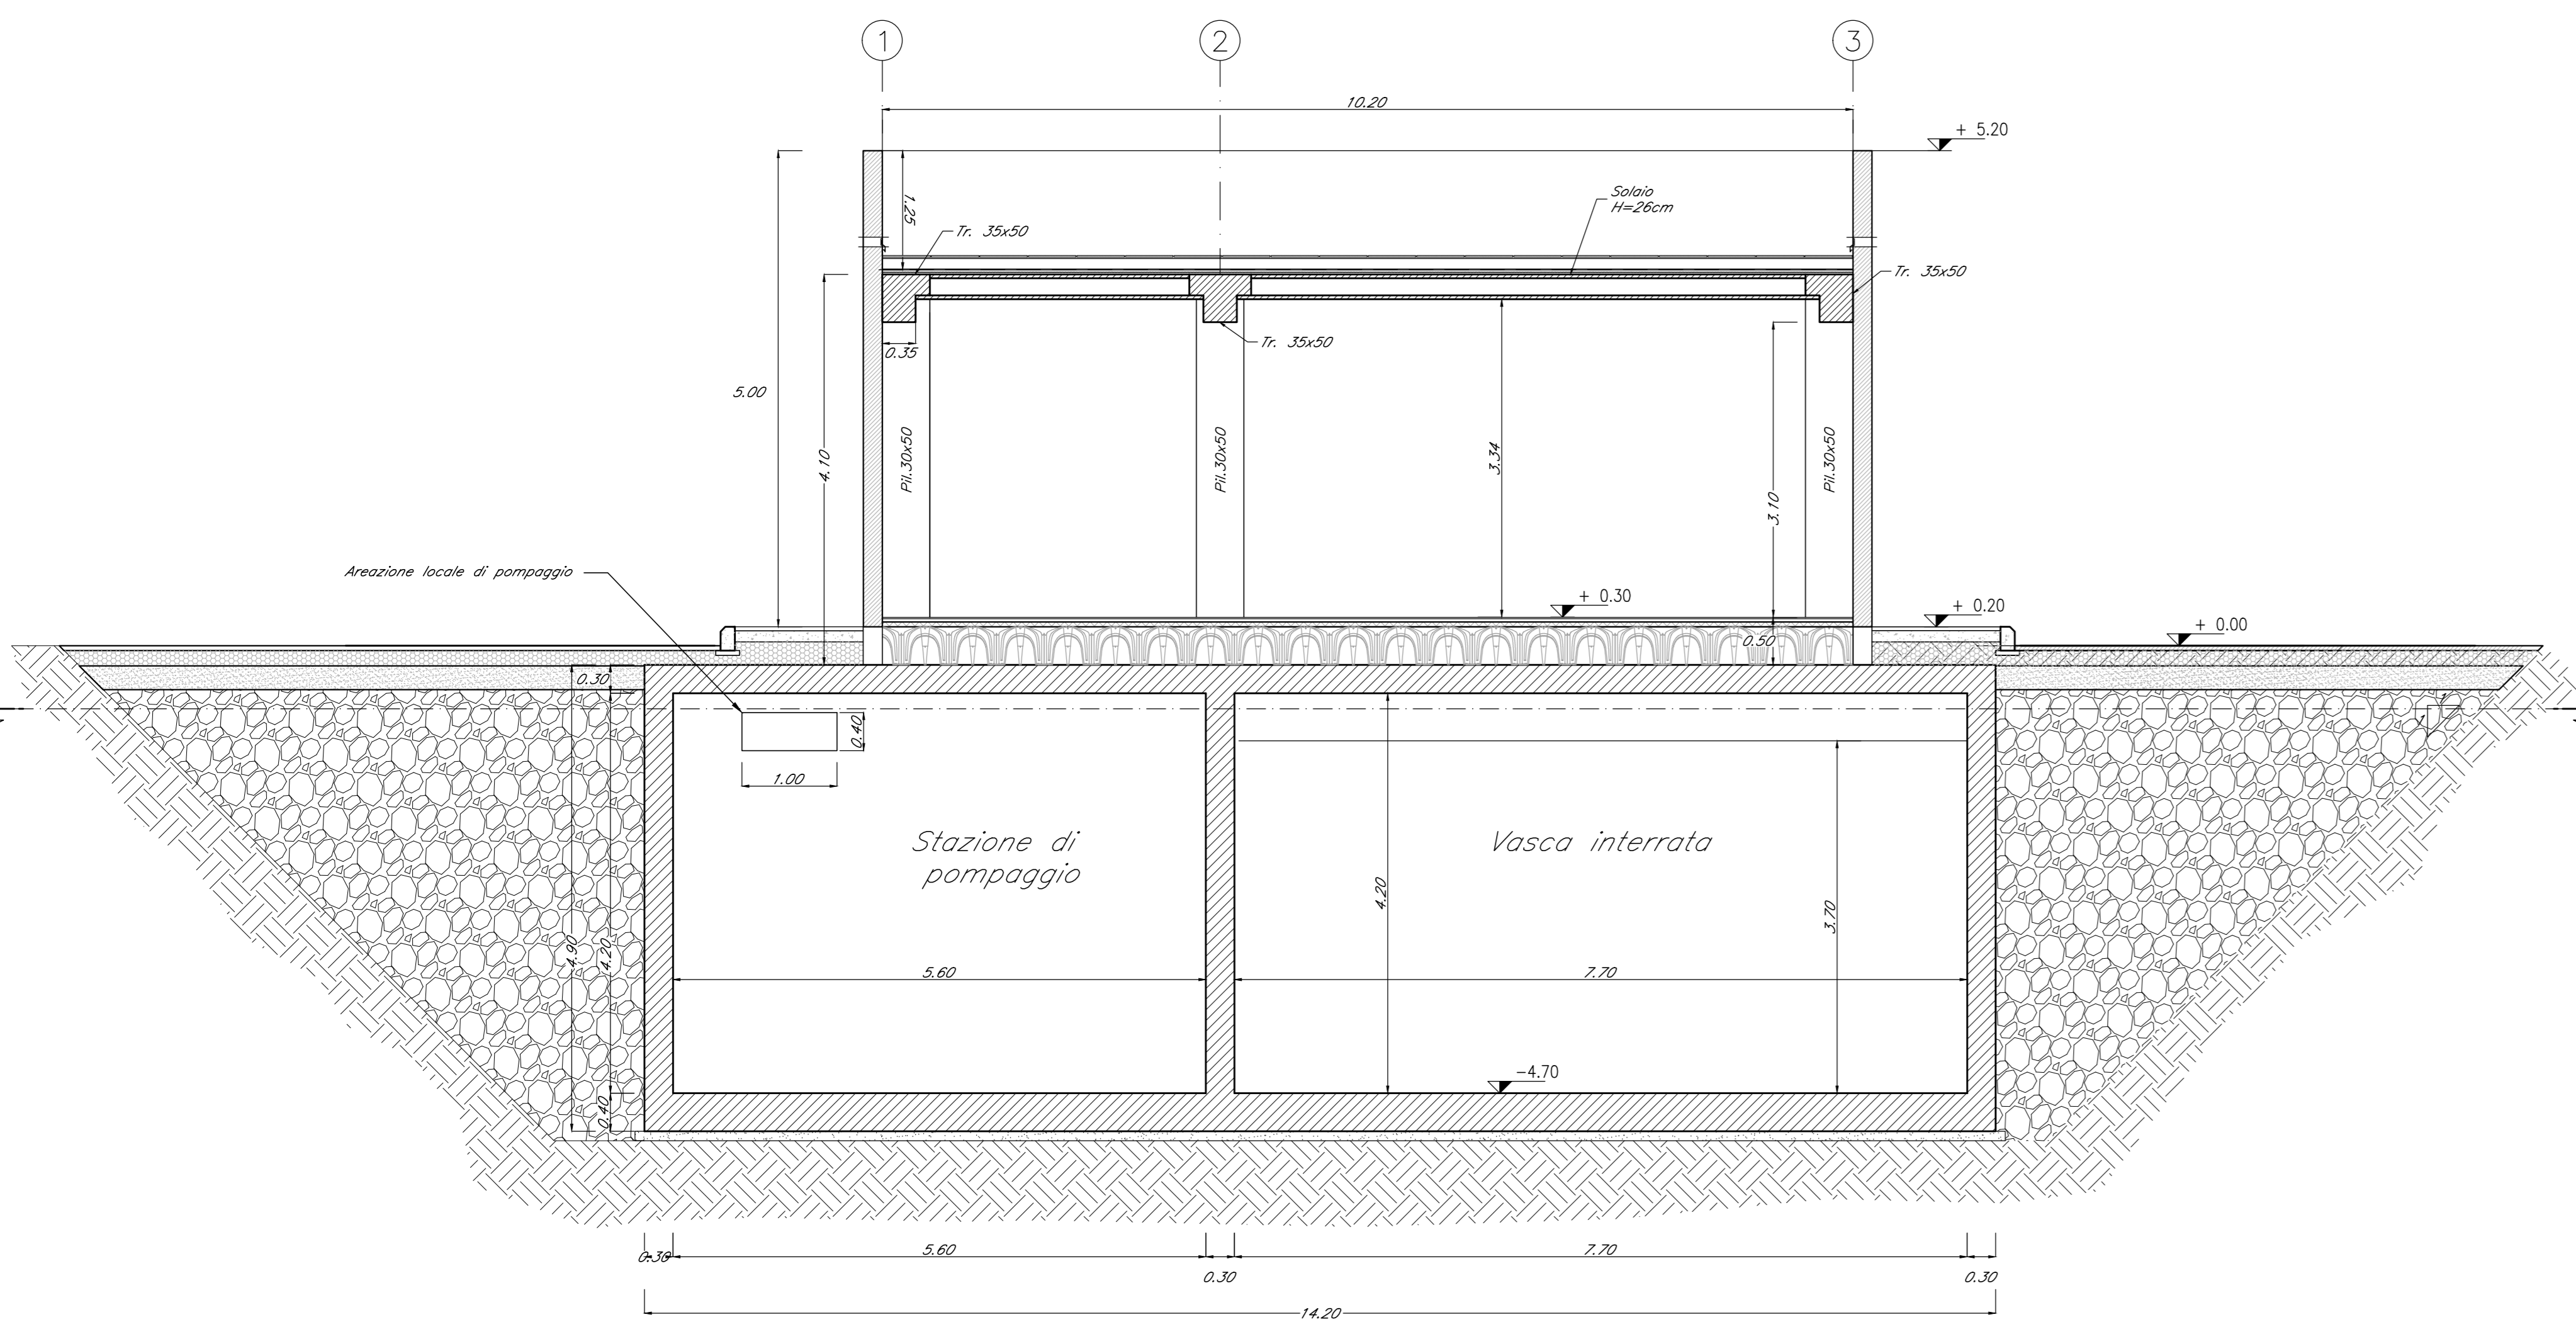 1
2
3
10.20
+ 5.20
1.25
Solaio
H=26cm
Tr. 35x50
Tr. 35x50
Tr. 35x50
0.35
5.00
4.10
Pil.30x50
Pil.30x50
3.34
3.10
Pil.30x50
Areazione locale di pompaggio
+ 0.30
+ 0.20
+ 0.00
0.50
0.30
0.40
1.00
1
1
Stazione di
pompaggio
Vasca interrata
4.20
3.70
4.90
4.20
5.60
7.70
-4.70
0.40
0.30
5.60
0.30
7.70
0.30
14.20